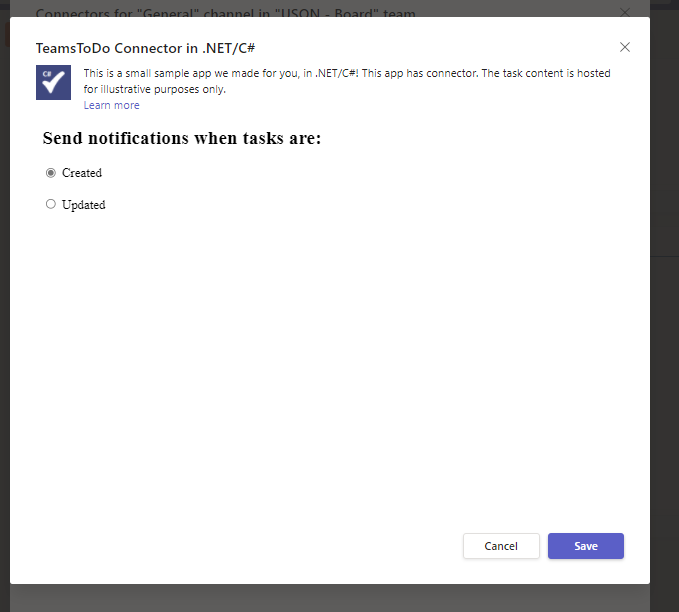 Connectors for "General" channel in "USON - Board" team
TeamsToDo Connector in .NET/C#
C#
This is a small sample app we made for you, in .NET/C#! This app has connector. The task content is hosted
for illustrative purposes only.
Learn more
Send notifications when tasks are:
Created
Updated
Cancel
Save